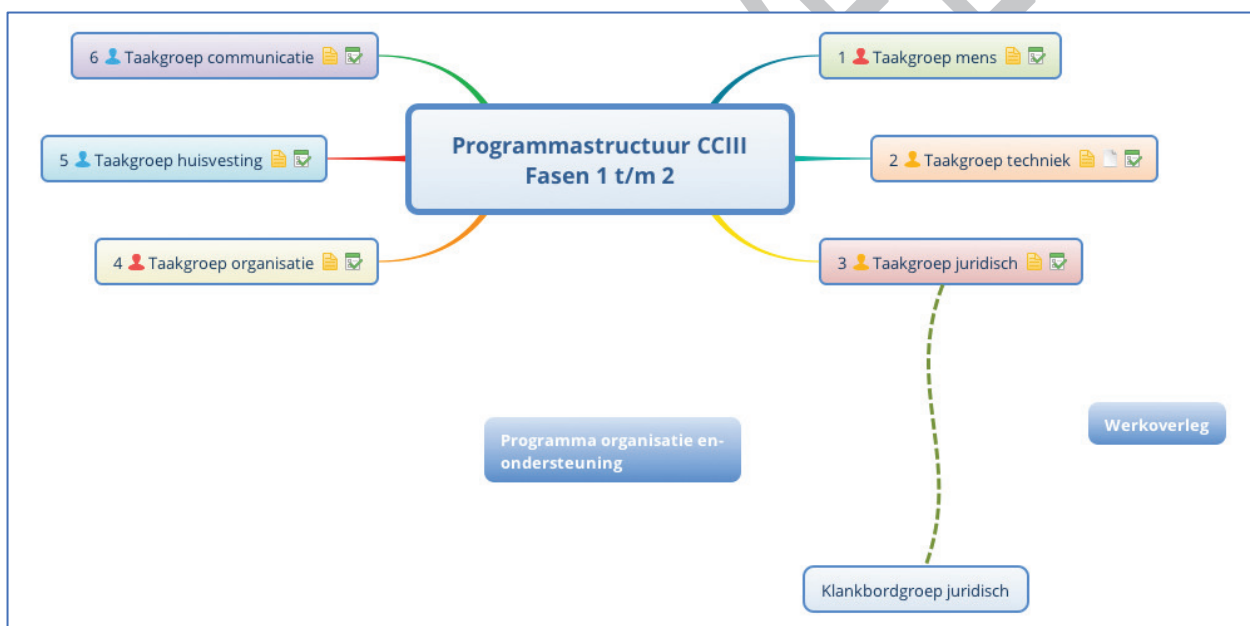 6 Taakgroep communicatie
1 Taakgroep mens
Programmastructuur CCIII
Fasen 1 t/m 2
5 Taakgroep huisvesting
2 Taakgroep techniek
4 Taakgroep organisatie
3 Taakgroep juridisch
Programma organisatie en-
ondersteuning
Werkoverleg
Klankbordgroep juridisch